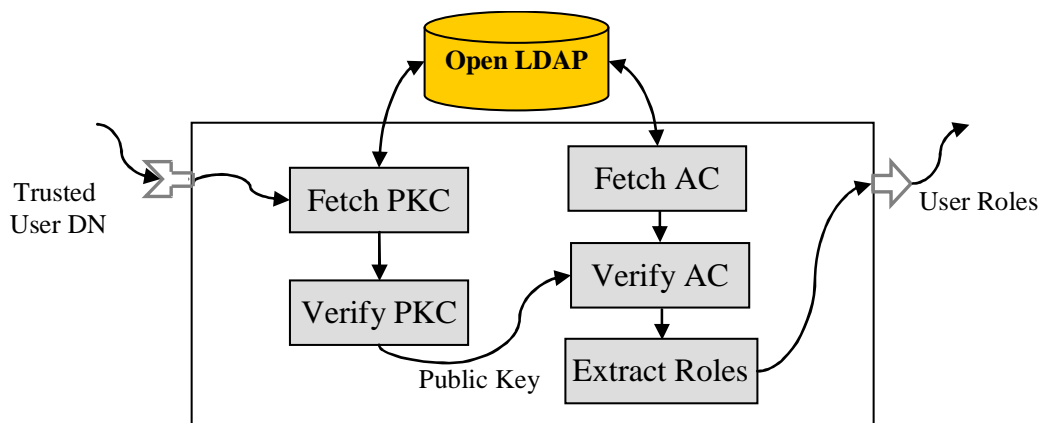 Open LDAP
Trusted
User DN
Fetch PKC
Fetch AC
User Roles
Verify PKC
Verify AC
Public Key
Extract Roles